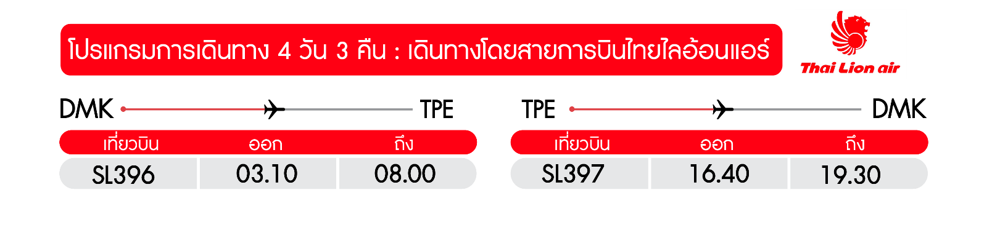 โปรแกรมการเดินทาง 4 วัน 3 คืน : เดินทางโดยสายการบินไทยไลอ้อนแอร์
Thai Lion air
DMK TPE
เที่ยวบิน ออก ถึง
SL396 03.10 08.00
TPE DMK
เที่ยวบิน ออก ถึง
SL397 16.40 19.30